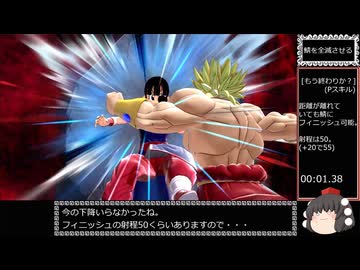 鯖を全滅させる
[もう終わりか？]
(Pスキル)
距離が離れて
いても鯖に
フィニッシュ可能。
射程は50。
(+20で55)
00:01.38
今の下降いらなかったね。
フィニッシュの射程50くらいありますので・・・